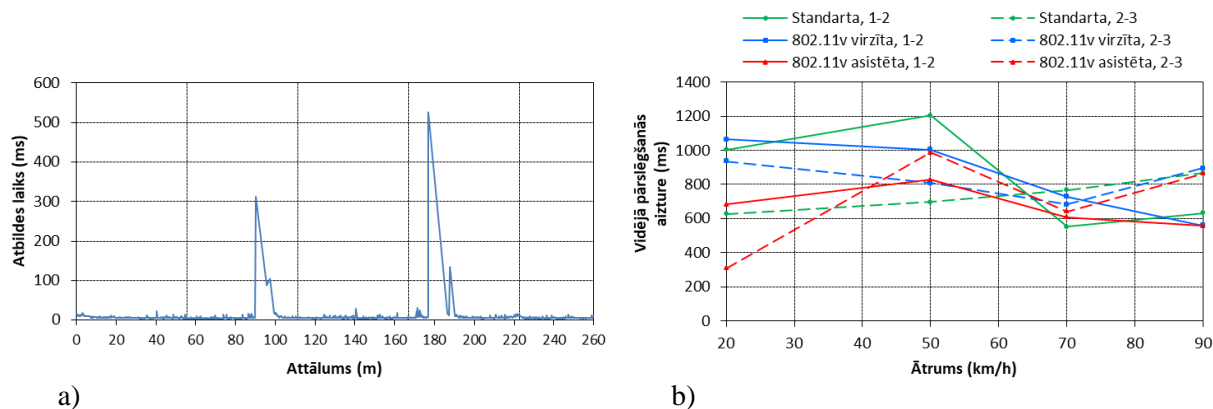 600
500
400
300
200
100
0
Atbildes laiks (ms)
0 20 40 60 80 100 120 140 160 180 200 220 240 260
Attālums (m)
a)
Standarta, 1-2
Standarta, 2-3
802.11v virzīta, 1-2
802.11v virzīta, 2-3
802.11v asistēta, 1-2
802.11v asistēta, 2-3
1400
1200
1000
800
600
400
200
0
Vidējā pārslēgšanās
aizture (ms)
20 30 40 50 60 70 80 90
Ātrums (km/h)
b)